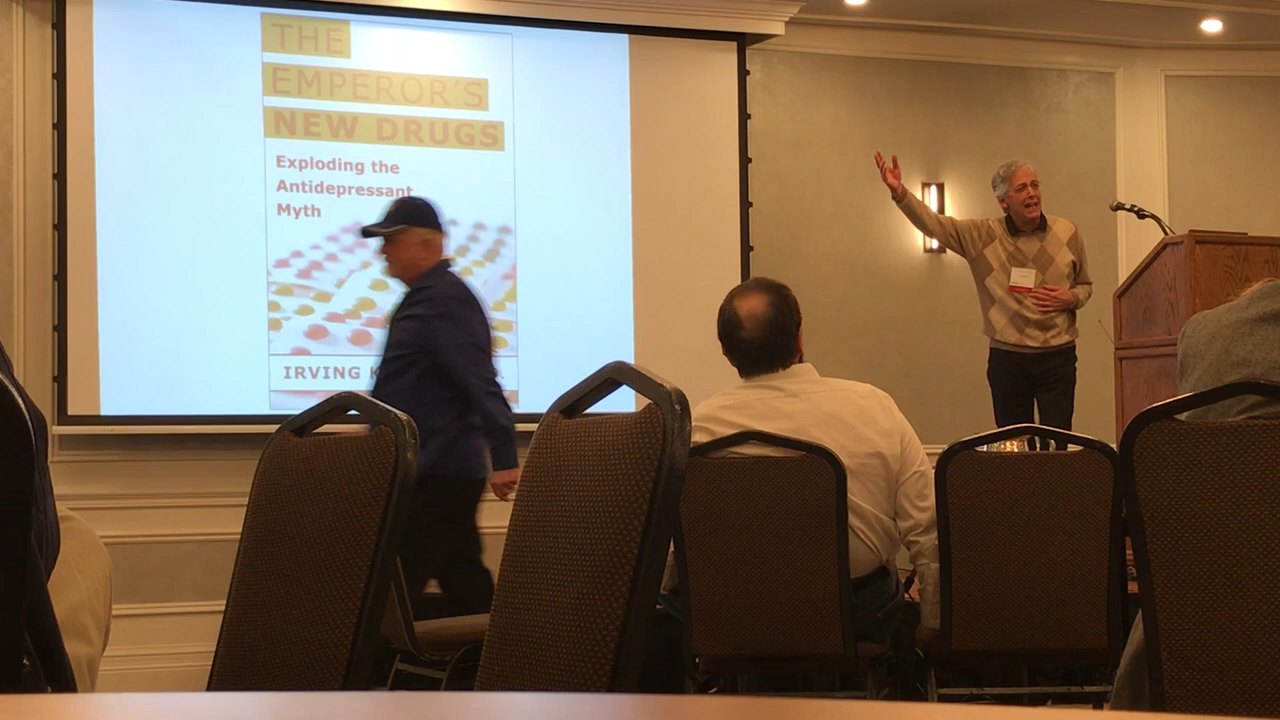 THE
EMPEROR'S
NEW DRUGS
Exploding the
Antidepressant
Myth
IRVING